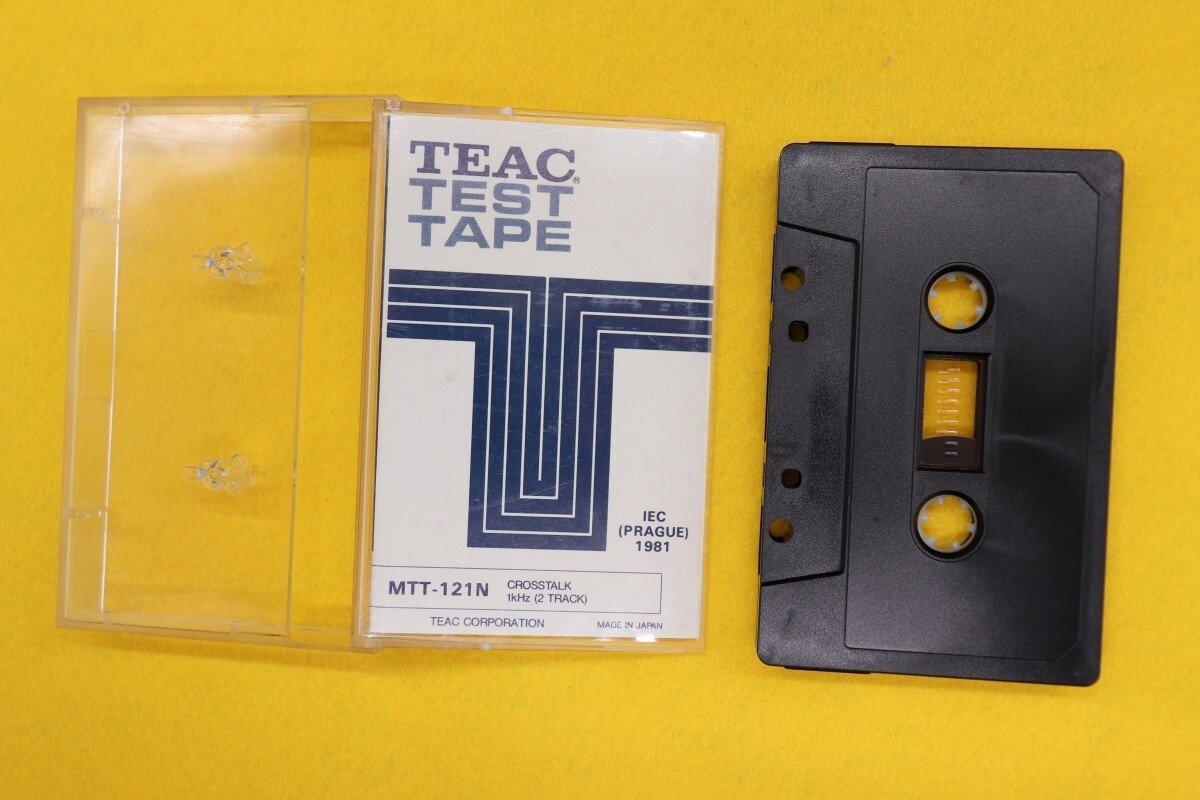 TEAC®
TEST
TAPE
IEC
(PRAGUE)
1981
MTT-121N
CROSSTALK
1kHz (2 TRACK)
TEAC CORPORATION
MADE IN JAPAN